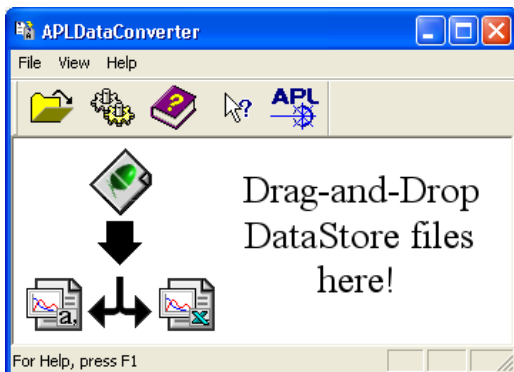 APLDataConverter
File View Help
? ? APL
Drag-and-Drop
DataStore files
here!
a,
X
For Help, press F1